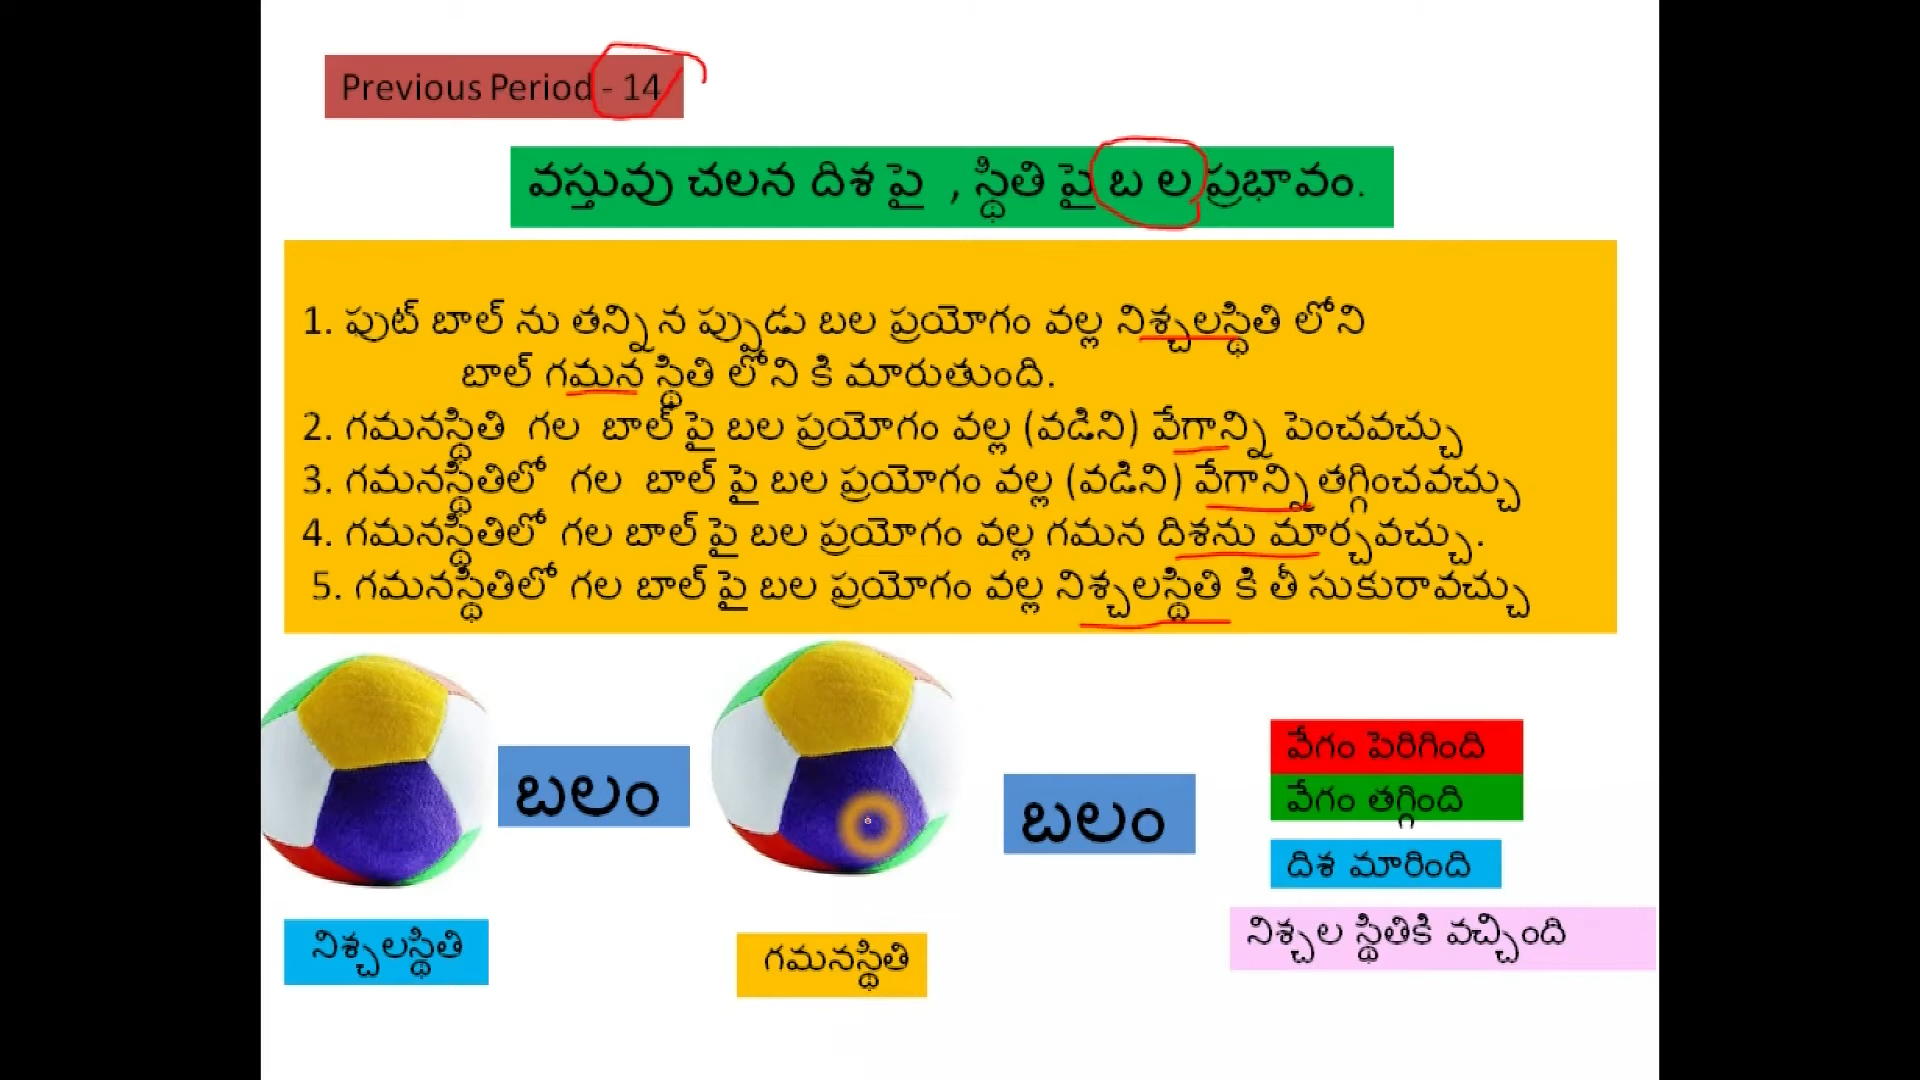 Previous Period - 14
వస్తువు చలన దిశ పై , స్థితి పై బ ల ప్రభావం.
1. ఫుట్ బాల్ ను తన్ని న ప్పుడు బల ప్రయోగం వల్ల నిశ్చలస్థితి లోని
బాల్ గమన స్థితి లోని కి మారుతుంది.
2. గమనస్థితి గల బాల్ పై బల ప్రయోగం వల్ల (వడిని) వేగాన్ని పెంచవచ్చు
3. గమనస్థితిలో గల బాల్ పై బల ప్రయోగం వల్ల (వడిని) వేగాన్ని తగ్గించవచ్చు
4. గమనస్థితిలో గల బాల్ పై బల ప్రయోగం వల్ల గమన దిశను మార్చవచ్చు.
5. గమనస్థితిలో గల బాల్ పై బల ప్రయోగం వల్ల నిశ్చలస్థితి కి తీ సుకురావచ్చు
బలం
బలం
వేగం పెరిగింది
వేగం తగ్గింది
దిశ మారింది
నిశ్చల స్థితికి వచ్చింది
నిశ్చలస్థితి
గమనస్థితి